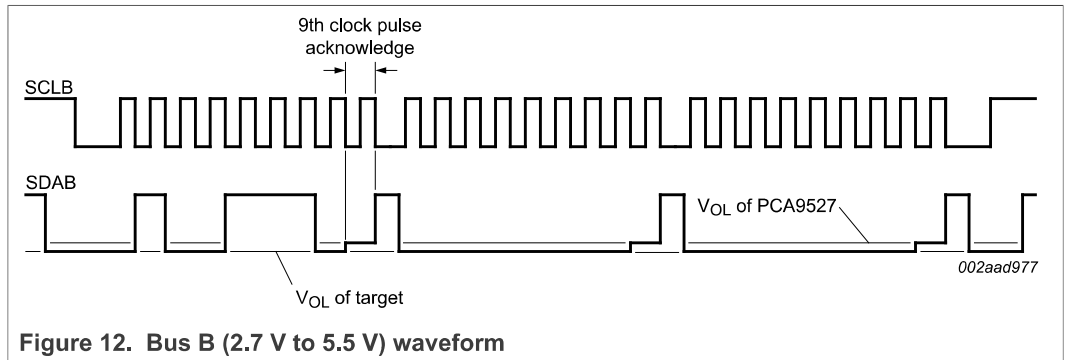 9th clock pulse
acknowledge
SCLB
SDAB
VOL of PCA9527
002aad977
VOL of target
Figure 12. Bus B (2.7 V to 5.5 V) waveform